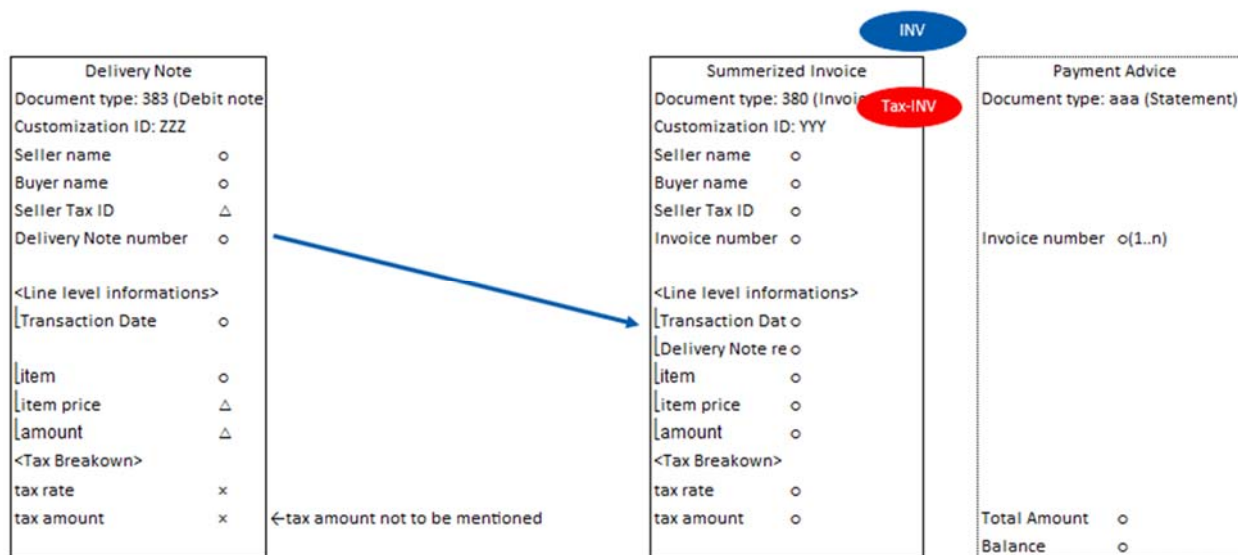 INV
Delivery Note
Document type: 383 (Debit note
Customization ID: ZZZ
Seller name ○
Buyer name ○
Seller Tax ID △
Delivery Note number ○
<Line level informations>
Transaction Date ○
item ○
item price △
amount △
<Tax Breakown>
tax rate ×
tax amount × ←tax amount not to be mentioned
Summerized Invoice
Document type: 380 (Invoi
Tax-INV
Customization ID: YYY
Seller name ○
Buyer name ○
Seller Tax ID ○
Invoice number ○
<Line level informations>
Transaction Dat ○
Delivery Note re ○
item ○
item price ○
amount ○
<Tax Breakown>
tax rate ○
tax amount ○
Payment Advice
Document type: aaa (Statement)
Invoice number ○(1..n)
Total Amount ○
Balance ○